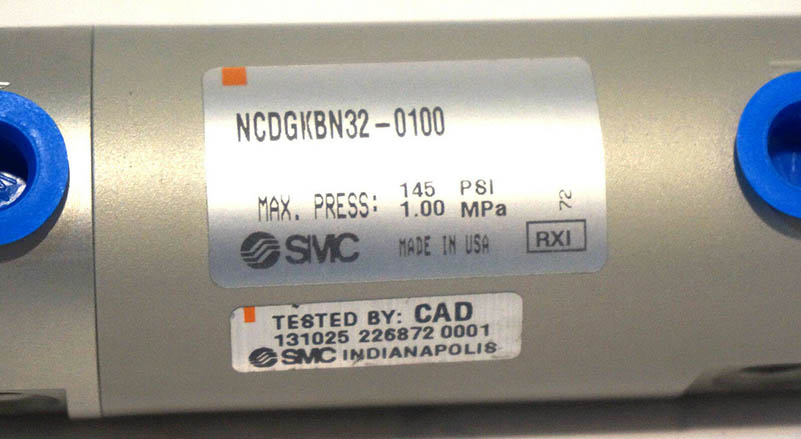 NCDGKBN32-0100
MAX. PRESS: 145 PSI
1.00 MPa
72
SMC MADE IN USA RXI
TESTED BY: CAD
131025 226872 0001
SMC INDIANAPOLIS